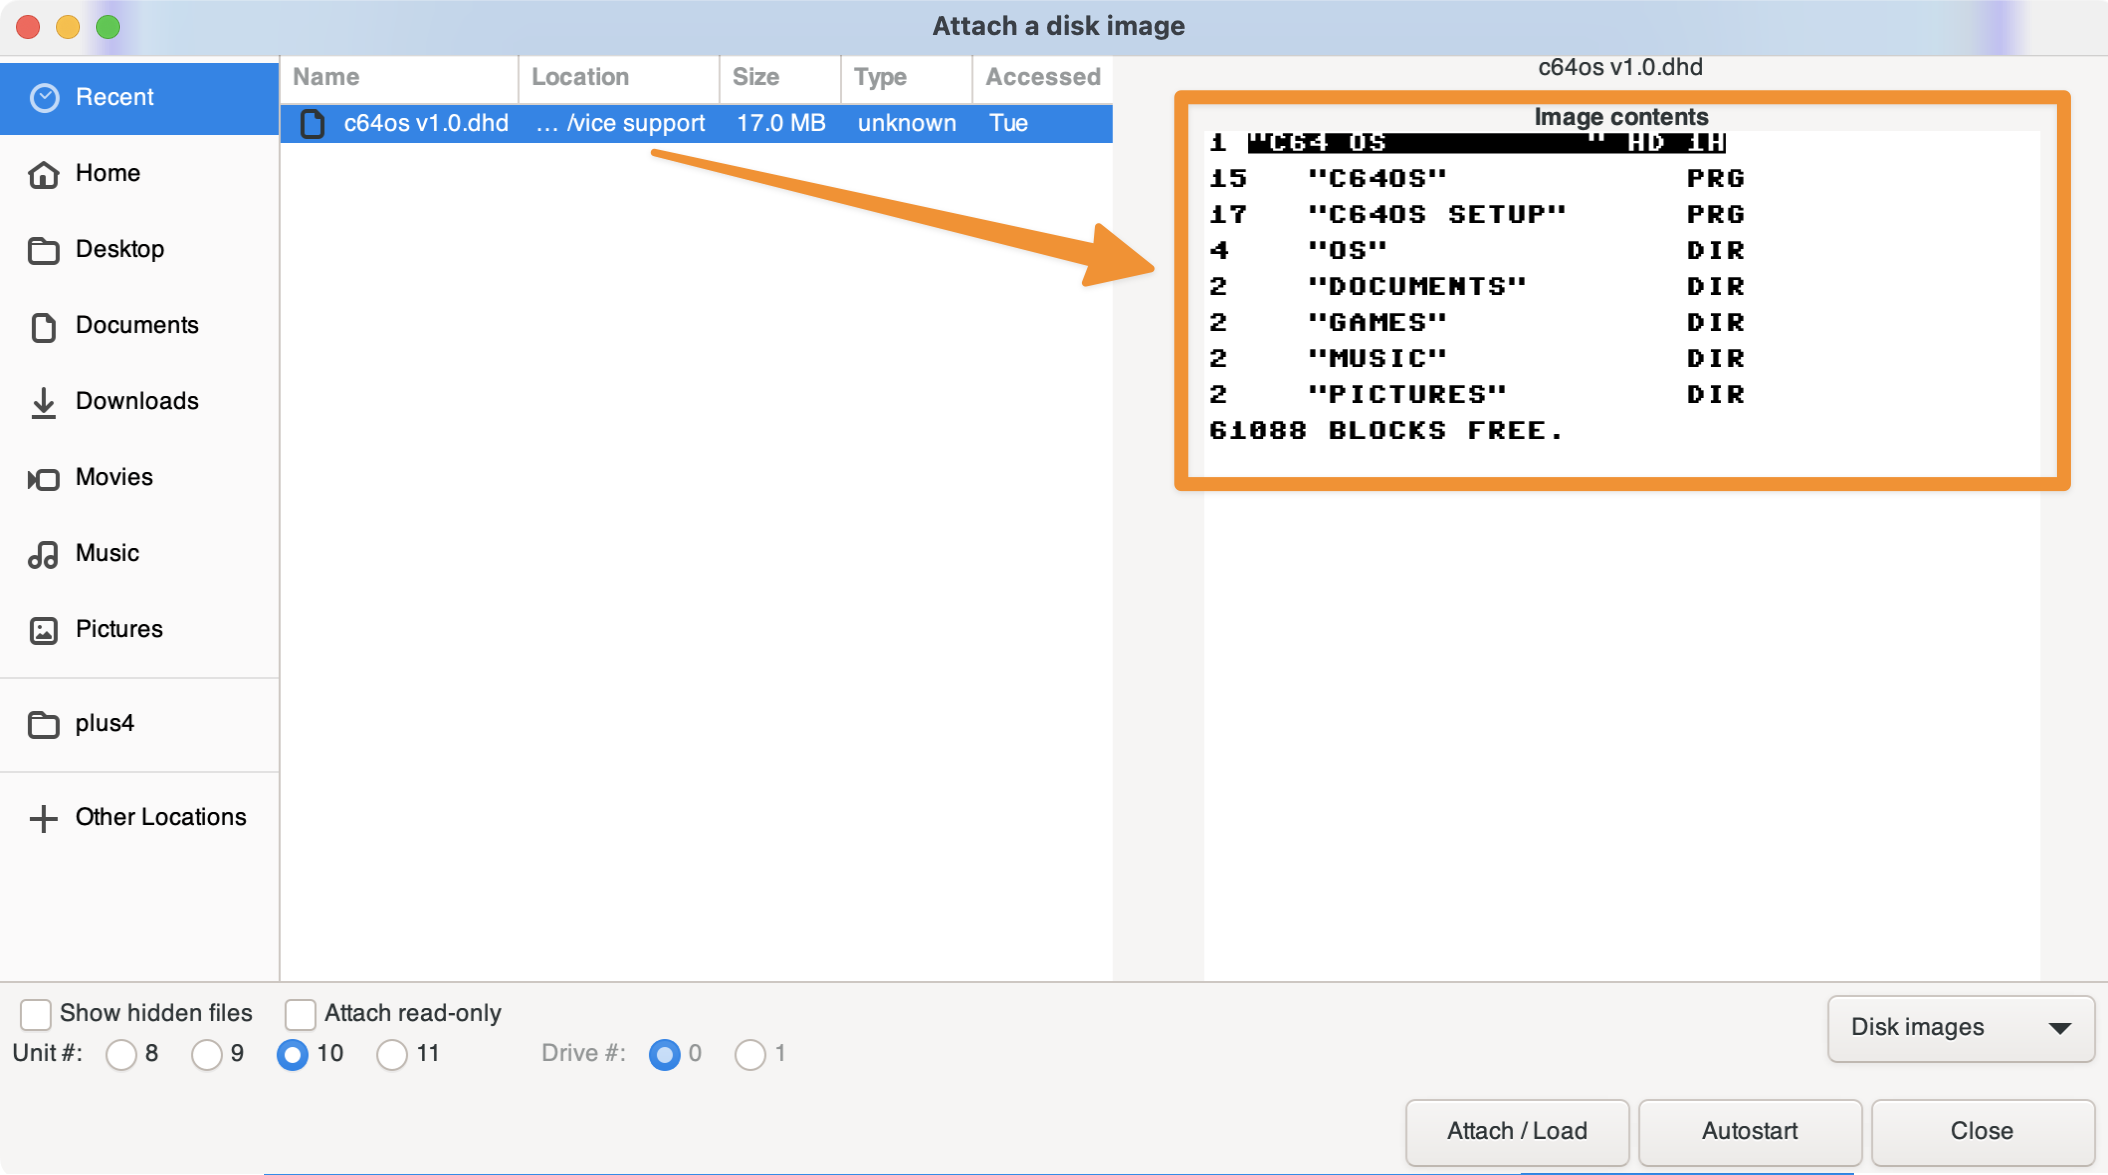 Attach a disk image
Recent
Home
Desktop
Documents
Downloads
Movies
Music
Pictures
plus4
Other Locations
Name Location Size Type Accessed
c64os v1.0.dhd … /vice support 17.0 MB unknown Tue
c64os v1.0.dhd
Image contents
1 "C64 OS " HD 1H
15 "C64OS" PRG
17 "C64OS SETUP" PRG
4 "OS" DIR
2 "DOCUMENTS" DIR
2 "GAMES" DIR
2 "MUSIC" DIR
2 "PICTURES" DIR
61088 BLOCKS FREE.
Show hidden files Attach read-only
Unit #: 8 9 10 11 Drive #: 0 1
Disk images
Attach / Load Autostart Close